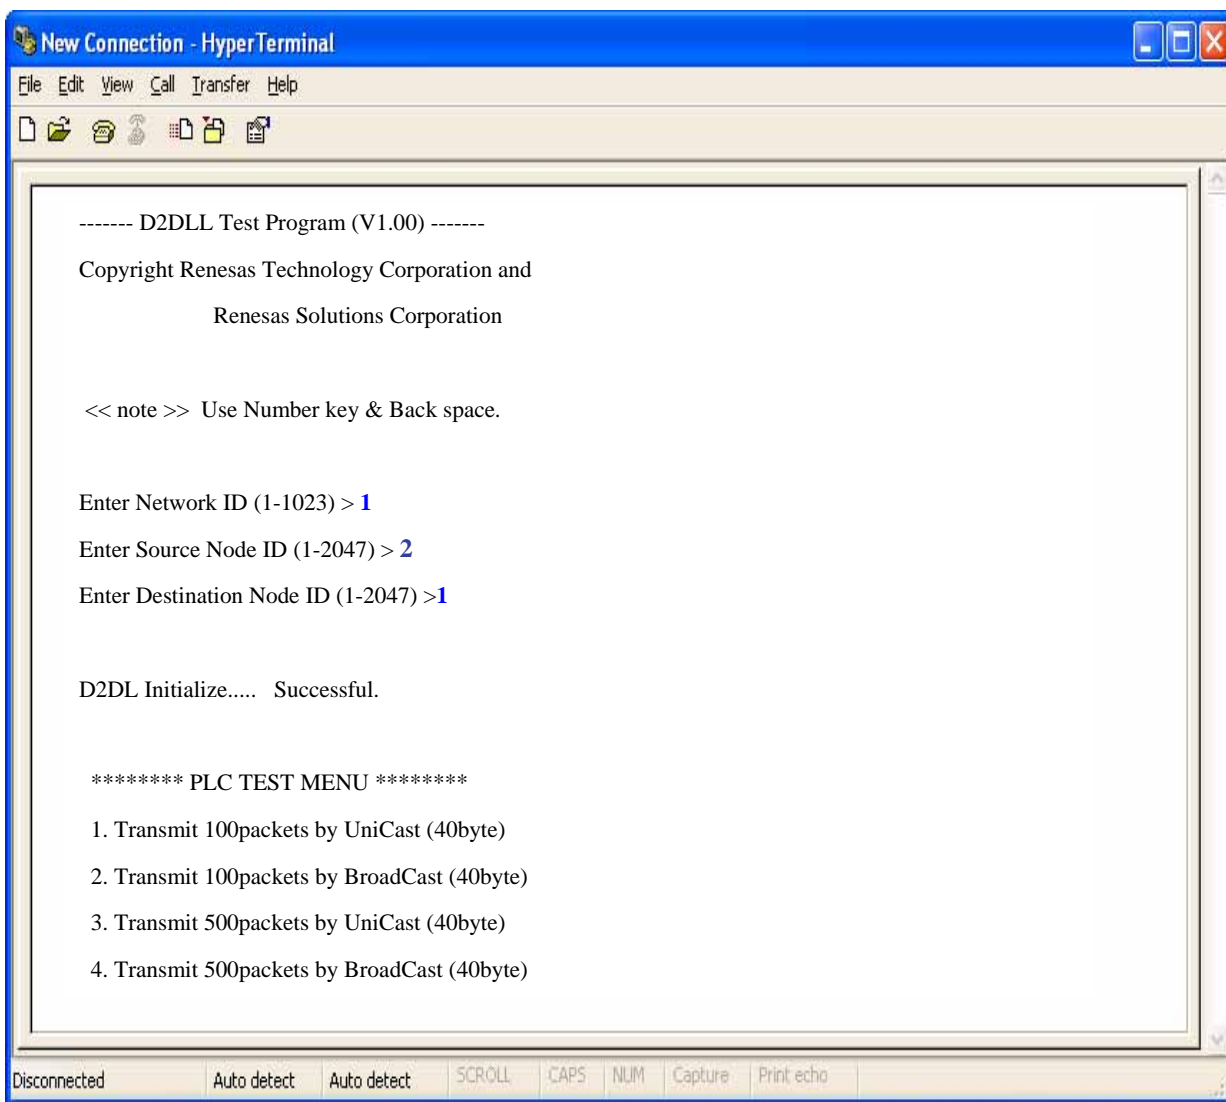 New Connection - HyperTerminal
File Edit View Call Transfer Help
------- D2DLL Test Program (V1.00) -------
Copyright Renesas Technology Corporation and
Renesas Solutions Corporation
<< note >> Use Number key & Back space.
Enter Network ID (1-1023) > 1
Enter Source Node ID (1-2047) > 2
Enter Destination Node ID (1-2047) >1
D2DL Initialize..... Successful.
******** PLC TEST MENU ********
1. Transmit 100packets by UniCast (40byte)
2. Transmit 100packets by BroadCast (40byte)
3. Transmit 500packets by UniCast (40byte)
4. Transmit 500packets by BroadCast (40byte)
Disconnected Auto detect Auto detect SCROLL CAPS NUM Capture Print echo